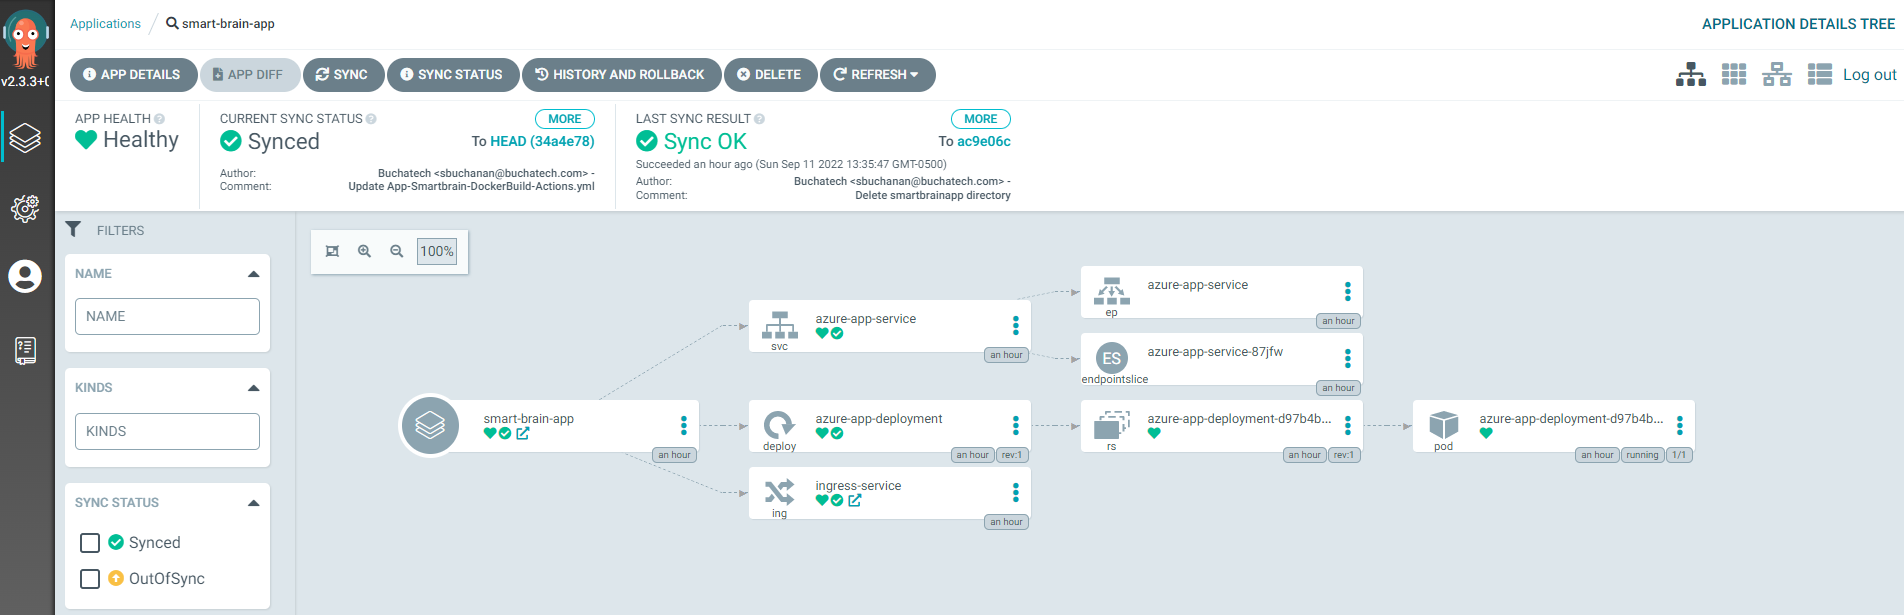 Applications / smart-brain-app
APPLICATION DETAILS TREE
v2.3.3+0
APP DETAILS
APP DIFF
SYNC
SYNC STATUS
HISTORY AND ROLLBACK
DELETE
REFRESH
Log out
APP HEALTH
Healthy
CURRENT SYNC STATUS
MORE
Synced
To HEAD (34a4e78)
Author: Buchatech <sbuchanan@buchatech.com> -
Comment: Update App-Smartbrain-DockerBuild-Actions.yml
LAST SYNC RESULT
MORE
Sync OK
To ac9e06c
Succeeded an hour ago (Sun Sep 11 2022 13:35:47 GMT-0500)
Author: Buchatech <sbuchanan@buchatech.com> -
Comment: Delete smartbrainapp directory
FILTERS
NAME
NAME
KINDS
KINDS
SYNC STATUS
Synced
OutOfSync
100%
smart-brain-app
an hour
azure-app-service
svc
an hour
azure-app-deployment
deploy
an hour
rev:1
ingress-service
ing
an hour
azure-app-service
ep
an hour
ES
azure-app-service-87jfw
endpointslice
an hour
azure-app-deployment-d97b4b...
rs
an hour
rev:1
azure-app-deployment-d97b4b...
pod
an hour
running
1/1